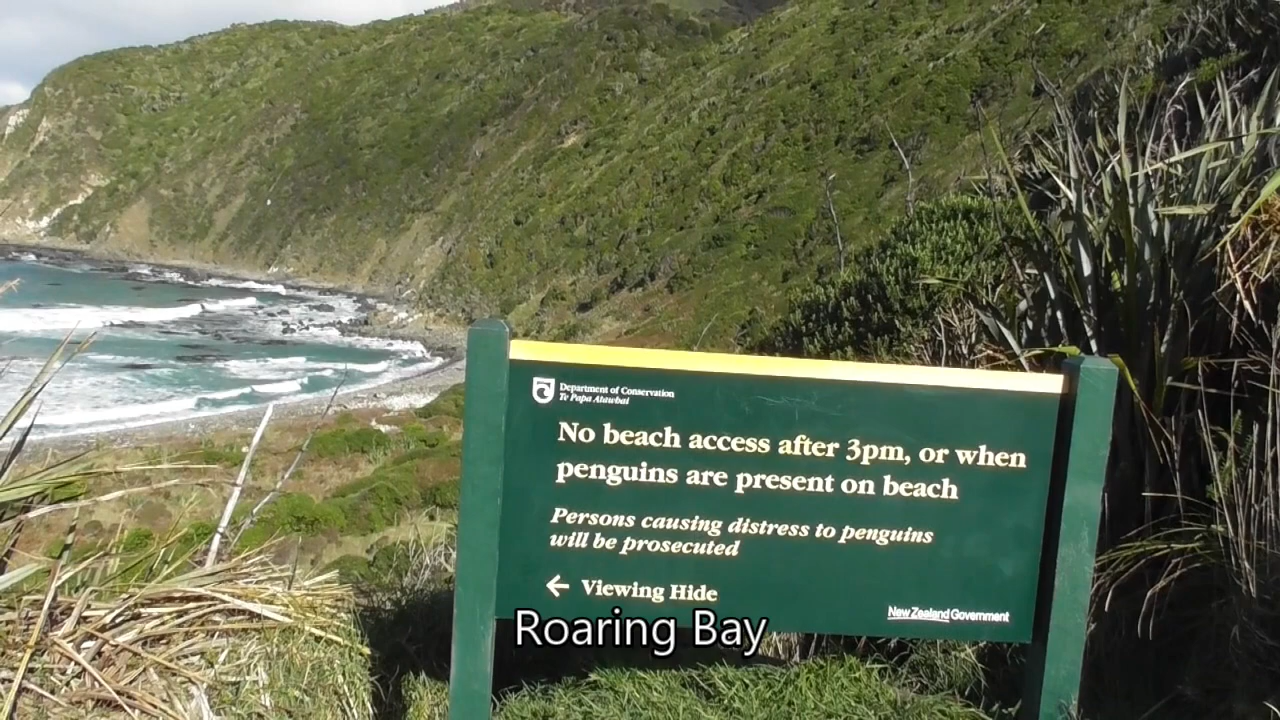 Department of Conservation
Te Papa Atawhai
No beach access after 3pm, or when
penguins are present on beach
Persons causing distress to penguins
will be prosecuted
← Viewing Hide
New Zealand Government
Roaring Bay